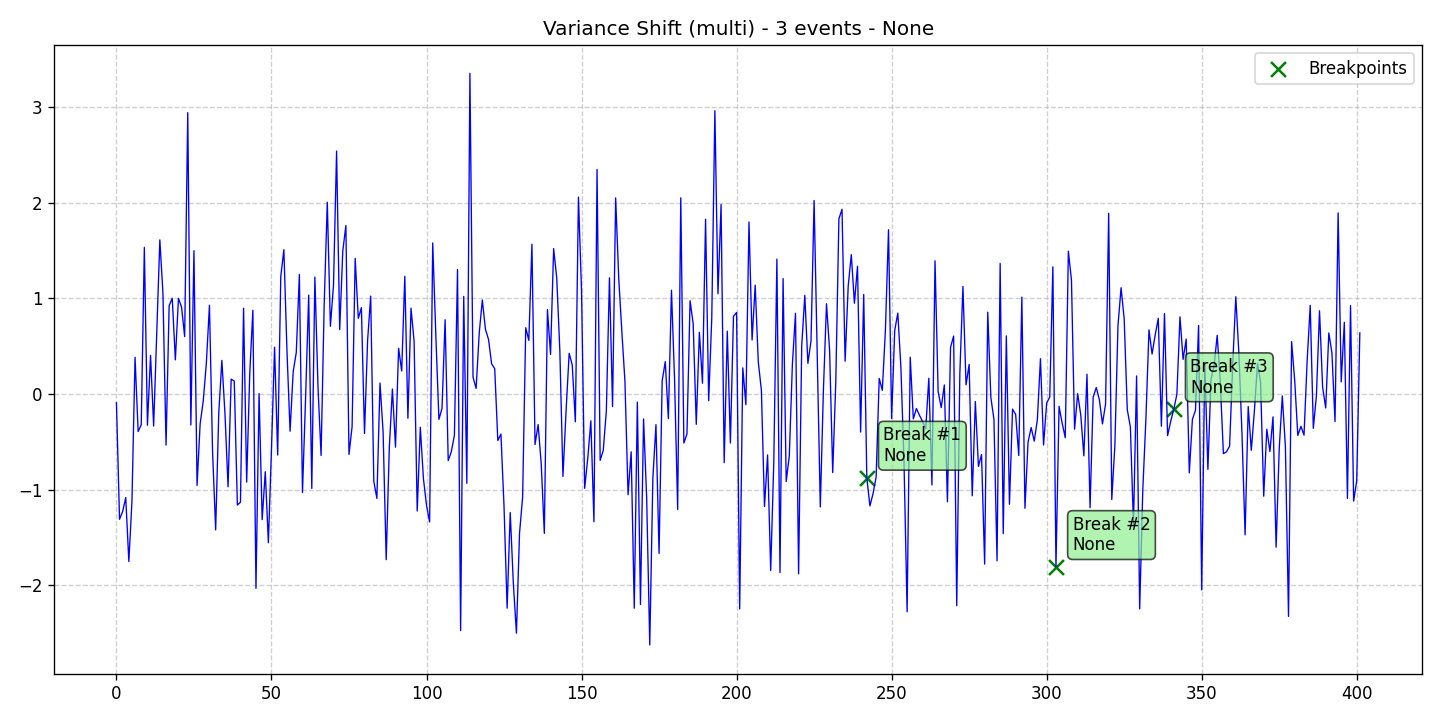 Variance Shift (multi) - 3 events - None
Breakpoints
3
2
1
0
−1
−2
Break #3
None
Break #1
None
Break #2
None
0 50 100 150 200 250 300 350 400